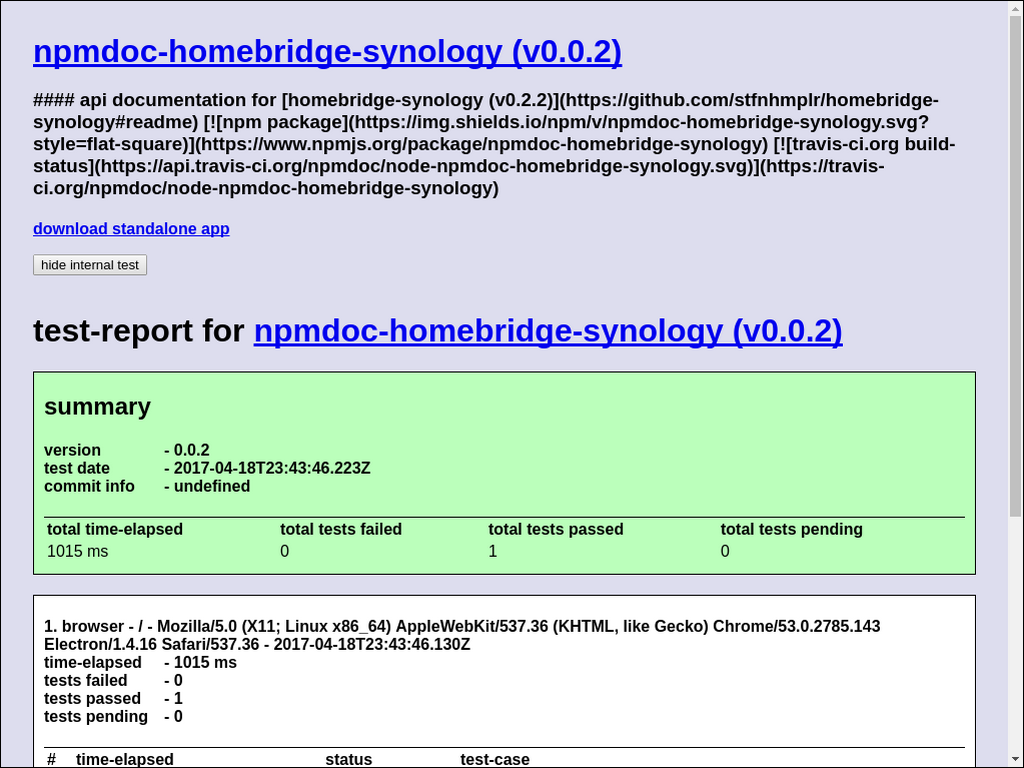 npmdoc-homebridge-synology (v0.0.2)
#### api documentation for [homebridge-synology (v0.2.2)](https://github.com/stfnhmplr/homebridge-
synology#readme) [![npm package](https://img.shields.io/npm/v/npmdoc-homebridge-synology.svg?
style=flat-square)](https://www.npmjs.org/package/npmdoc-homebridge-synology) [![travis-ci.org build-
status](https://api.travis-ci.org/npmdoc/node-npmdoc-homebridge-synology.svg)](https://travis-
ci.org/npmdoc/node-npmdoc-homebridge-synology)
download standalone app
hide internal test
test-report for npmdoc-homebridge-synology (v0.0.2)
summary
version - 0.0.2
test date - 2017-04-18T23:43:46.223Z
commit info - undefined
total time-elapsed total tests failed total tests passed total tests pending
1015 ms 0 1 0
1. browser - / - Mozilla/5.0 (X11; Linux x86_64) AppleWebKit/537.36 (KHTML, like Gecko) Chrome/53.0.2785.143
Electron/1.4.16 Safari/537.36 - 2017-04-18T23:43:46.130Z
time-elapsed - 1015 ms
tests failed - 0
tests passed - 1
tests pending - 0
# time-elapsed status test-case